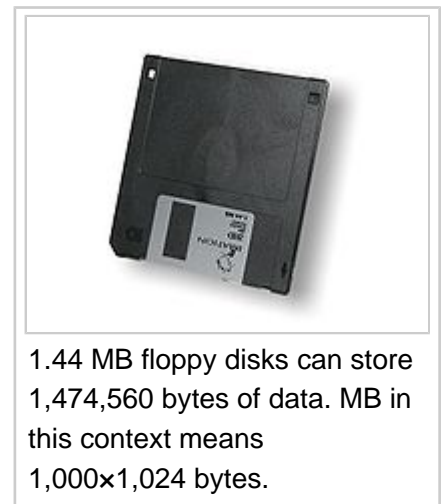 1.44 MB floppy disks can store
1,474,560 bytes of data. MB in
this context means
1,000×1,024 bytes.